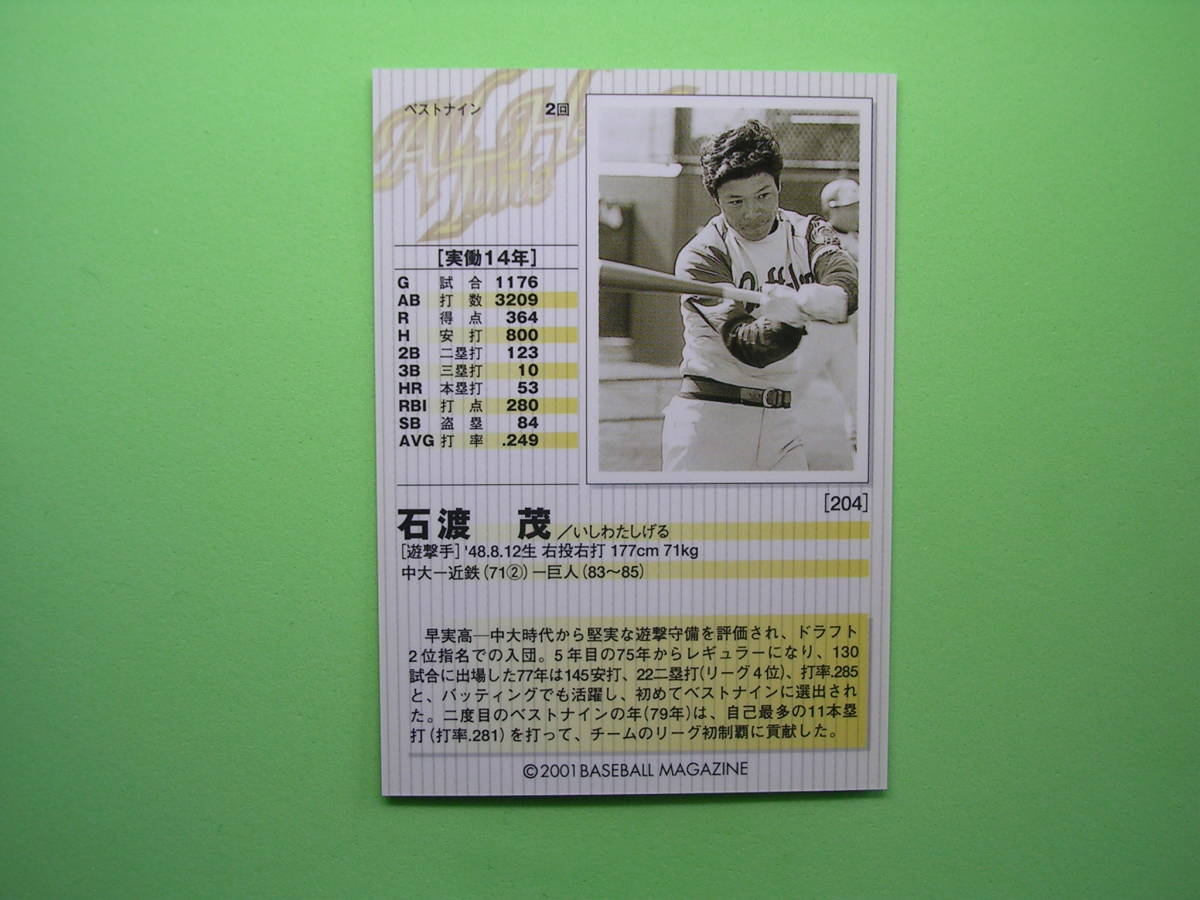 ベストナイン 2回
[実働14年]
G 試合 1176
AB 打数 3209
R 得点 364
H 安打 800
2B 二塁打 123
3B 三塁打 10
HR 本塁打 53
RBI 打点 280
SB 盗塁 84
AVG 打率 .249
[204]
石渡 茂/いしわたしげる
[遊撃手] '48.8.12生 右投右打 177cm 71kg
中大ー近鉄(71②)ー巨人(83〜85)
早実高―中大時代から堅実な遊撃守備を評価され、ドラフト
2位指名での入団。5年目の75年からレギュラーになり、130
試合に出場した77年は145安打、22二塁打(リーグ4位)、打率.285
と、バッティングでも活躍し、初めてベストナインに選出され
た。二度目のベストナインの年(79年)は、自己最多の11本塁
打(打率.281)を打って、チームのリーグ初制覇に貢献した。
©2001 BASEBALL MAGAZINE